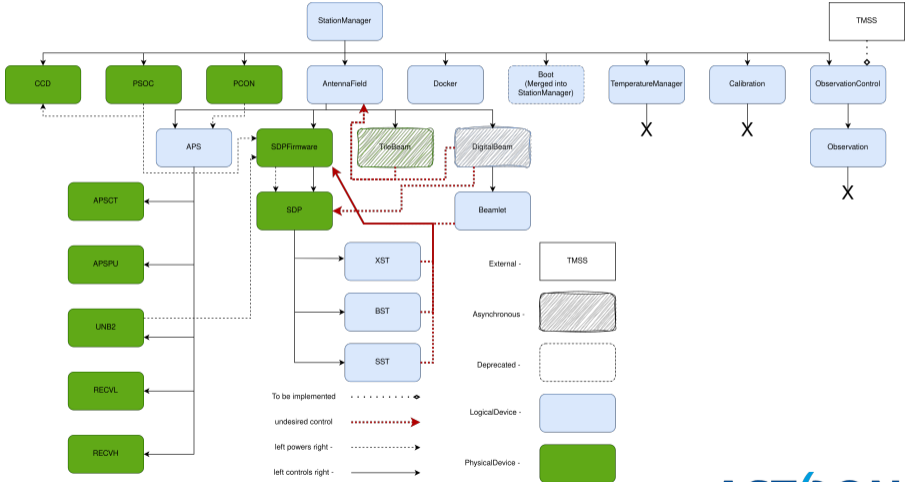 StationManager
TMSS
CCD
PSOC
PCON
AntennaField
Docker
Boot
(Merged into
StationManager)
TemperatureManager
Calibration
ObservationControl
X
X
APS
SDPFirmware
TileBeam
DigitalBeam
Observation
X
APSCT
SDP
Beamlet
APSPU
XST
External -
TMSS
UNB2
BST
Asynchronous -
SST
Deprecated -
RECVL
To be implemented
LogicalDevice -
undesired control
RECVH
left powers right -
PhysicalDevice -
left controls right -